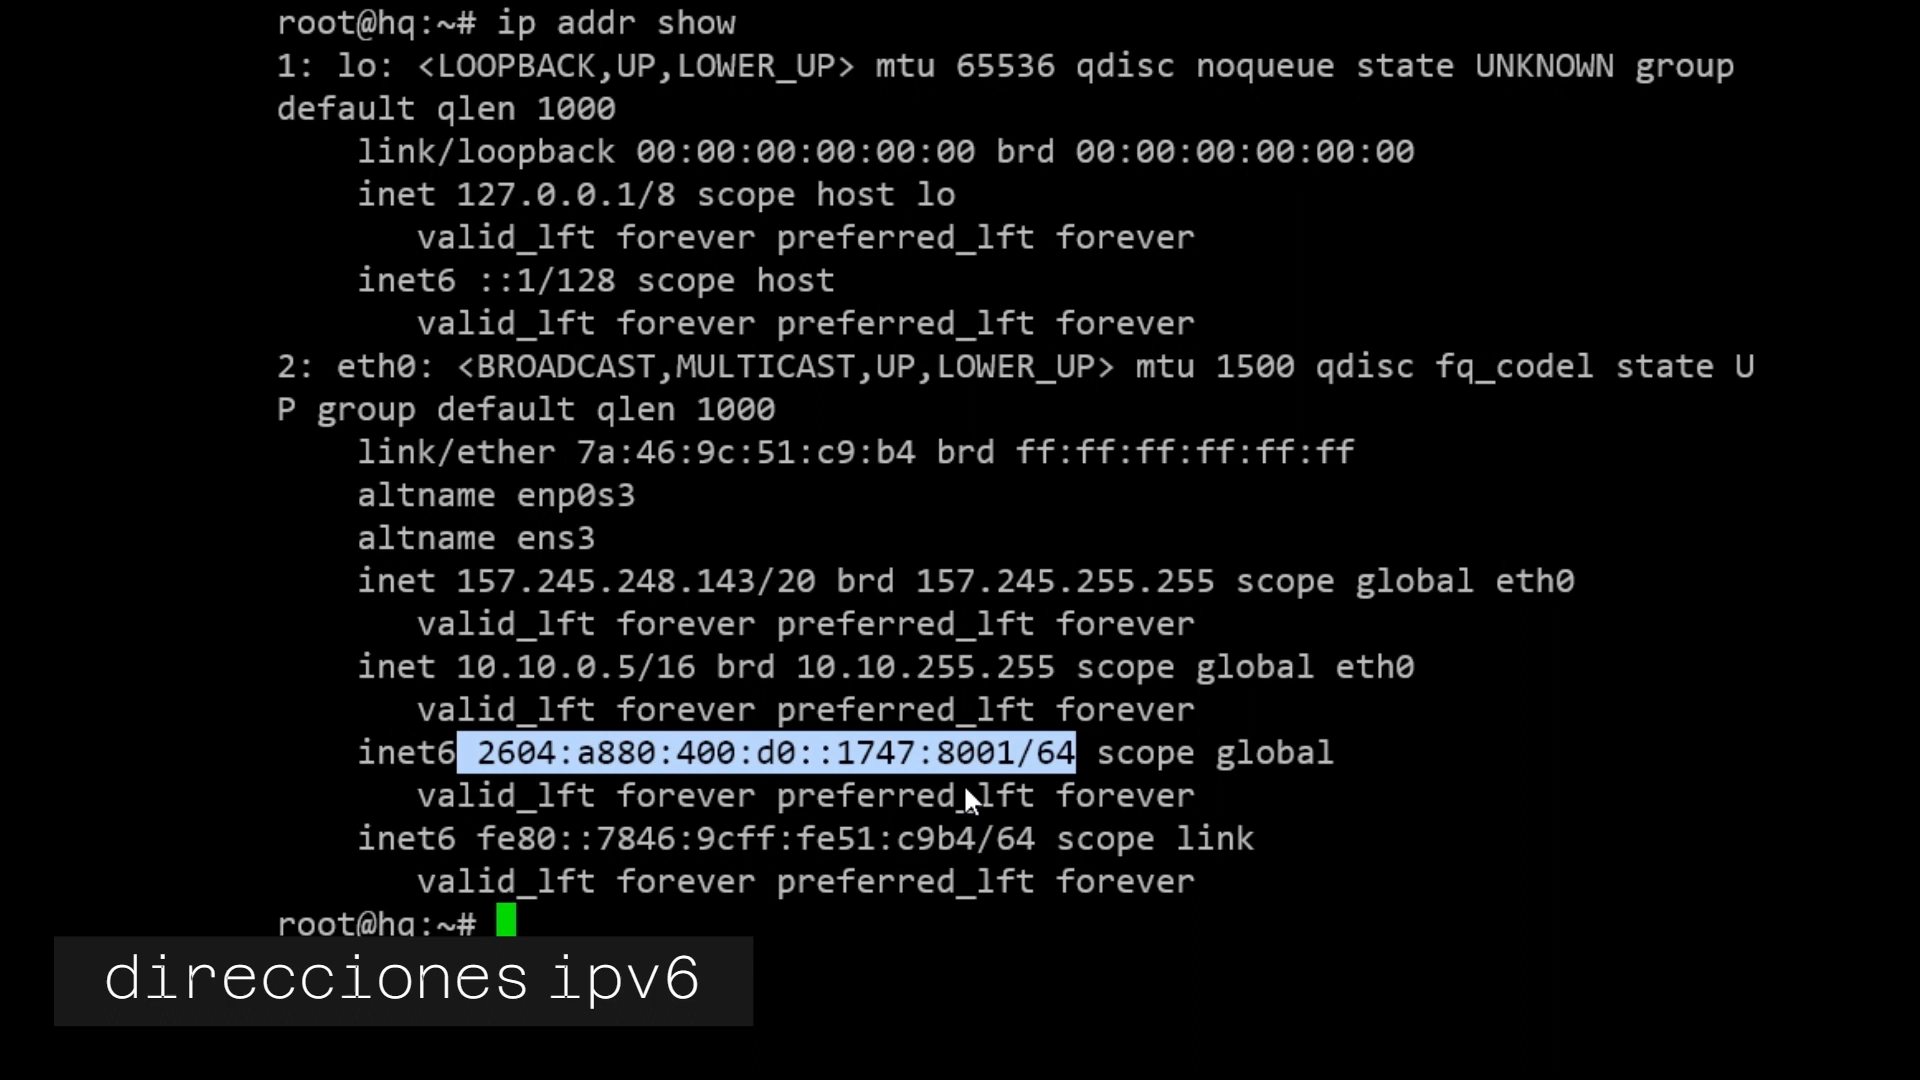 root@hq:~# ip addr show
1: lo: <LOOPBACK,UP,LOWER_UP> mtu 65536 qdisc noqueue state UNKNOWN group
default qlen 1000
link/loopback 00:00:00:00:00:00 brd 00:00:00:00:00:00
inet 127.0.0.1/8 scope host lo
valid_lft forever preferred_lft forever
inet6 ::1/128 scope host
valid_lft forever preferred_lft forever
2: eth0: <BROADCAST,MULTICAST,UP,LOWER_UP> mtu 1500 qdisc fq_codel state U
P group default qlen 1000
link/ether 7a:46:9c:51:c9:b4 brd ff:ff:ff:ff:ff:ff
altname enp0s3
altname ens3
inet 157.245.248.143/20 brd 157.245.255.255 scope global eth0
valid_lft forever preferred_lft forever
inet 10.10.0.5/16 brd 10.10.255.255 scope global eth0
valid_lft forever preferred_lft forever
inet6 2604:a880:400:d0::1747:8001/64 scope global
valid_lft forever preferred_lft forever
inet6 fe80::7846:9cff:fe51:c9b4/64 scope link
valid_lft forever preferred_lft forever
root@hq:~#
direcciones ipv6